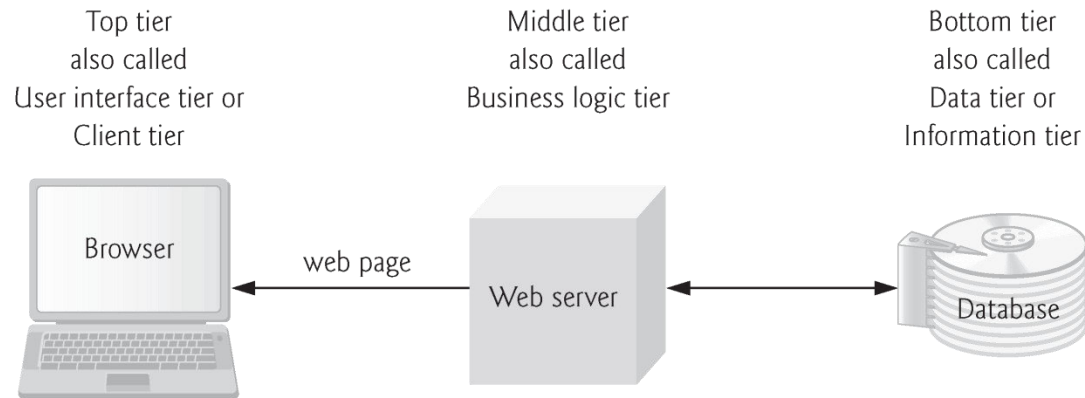 Top tier
also called
User interface tier or
Client tier
Middle tier
also called
Business logic tier
Bottom tier
also called
Data tier or
Information tier
Browser
web page
Web server
Database